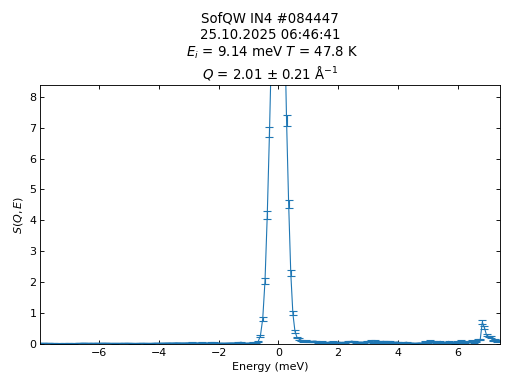 SofQW IN4 #084447
25.10.2025 06:46:41
E_i = 9.14 meV T = 47.8 K
Q = 2.01 ± 0.21 Å⁻¹
8
7
6
5
4
3
2
1
0
S(Q, E)
−6 −4 −2 0 2 4 6
Energy (meV)